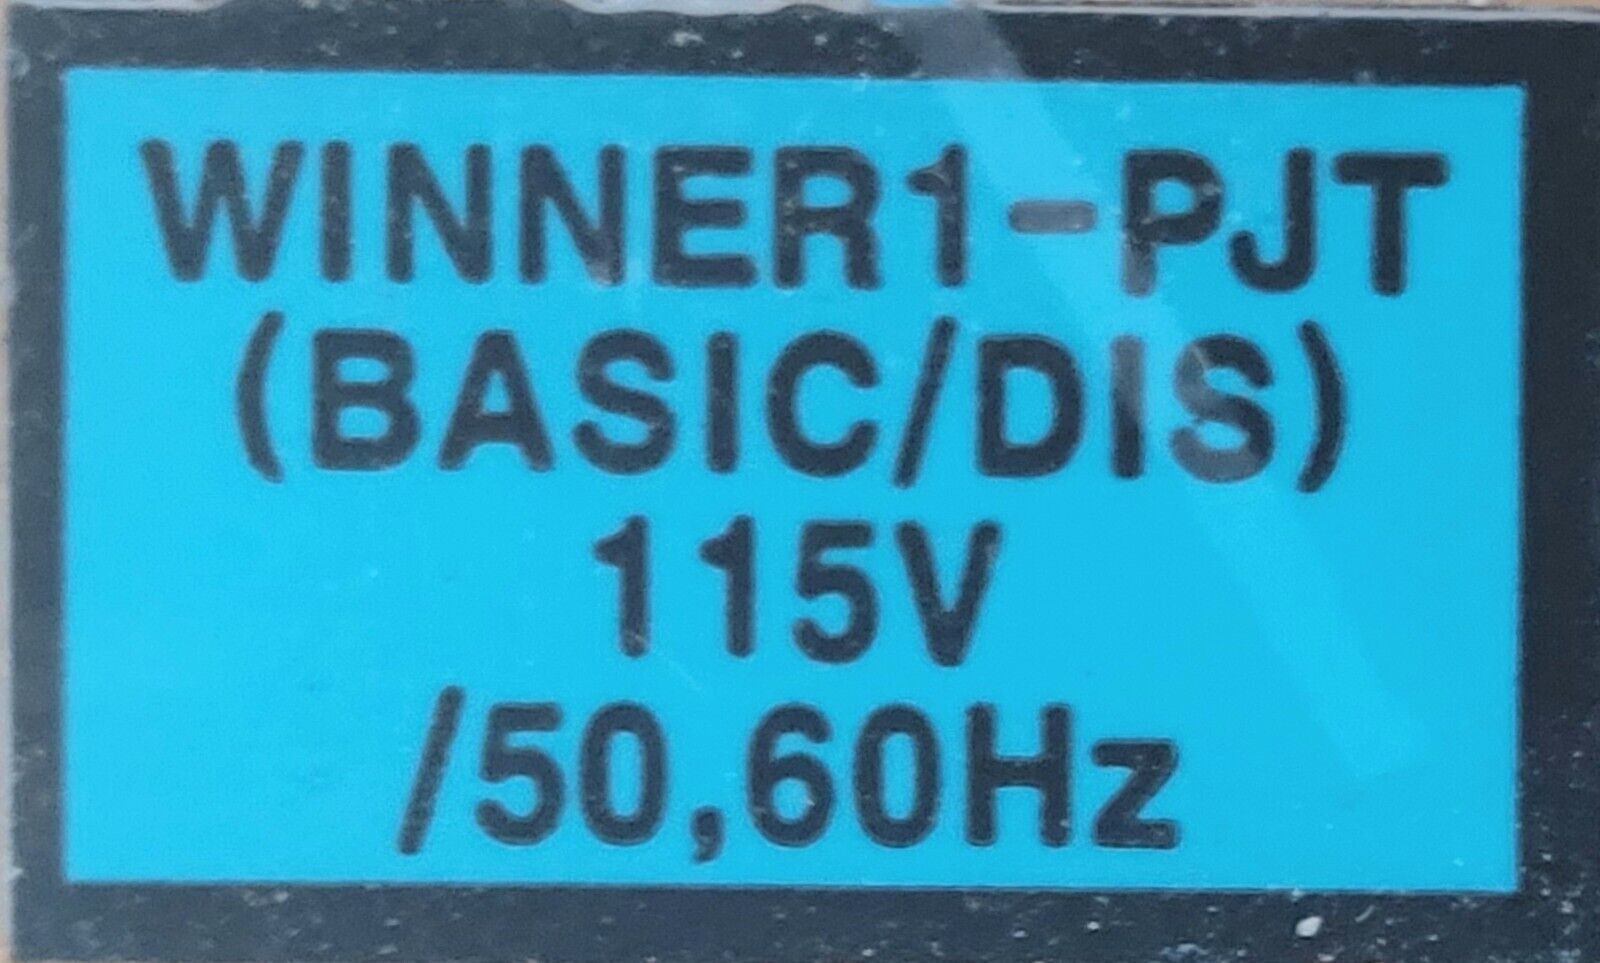 WINNER1-PJT
(BASIC/DIS)
115V
/50,60Hz